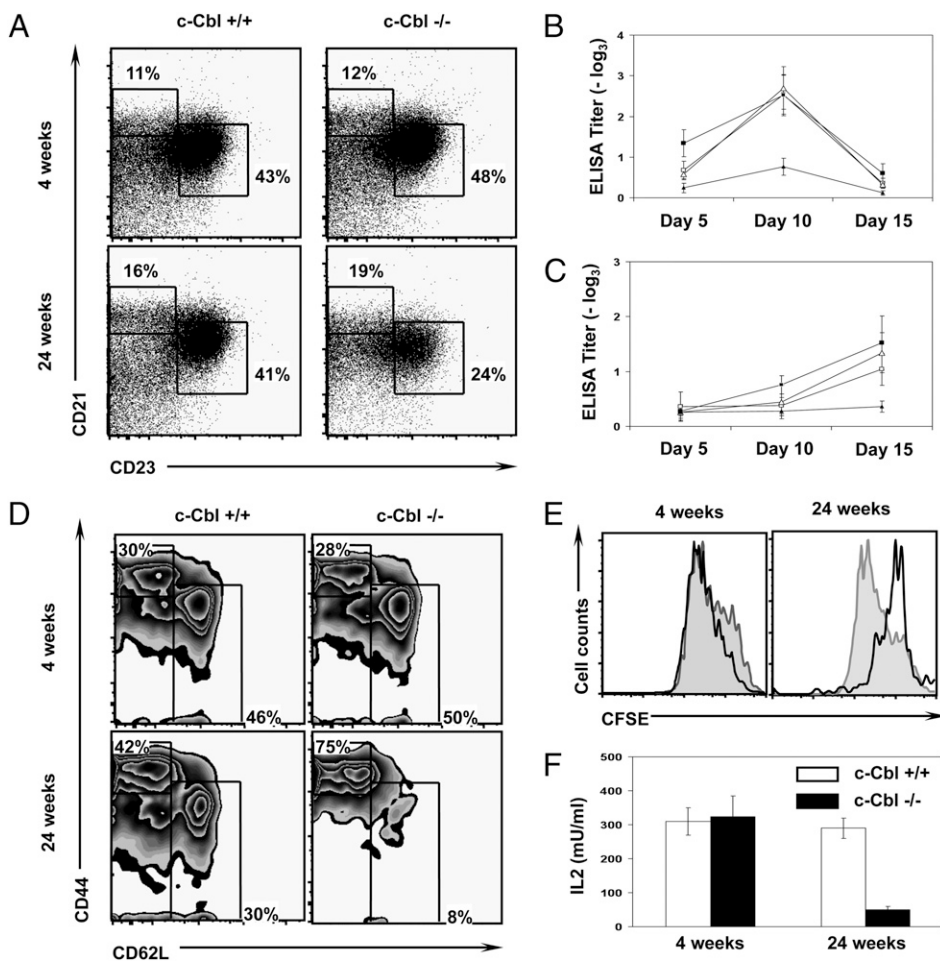 A
c-Cbl +/+
c-Cbl -/-
4 weeks
11%
43%
12%
48%
24 weeks
16%
41%
19%
24%
CD21
CD23
B
ELISA Titer (- log3)
4
3
2
1
0
Day 5
Day 10
Day 15
C
ELISA Titer (- log3)
3
2
1
0
Day 5
Day 10
Day 15
D
c-Cbl +/+
c-Cbl -/-
4 weeks
30%
46%
28%
50%
24 weeks
42%
30%
75%
8%
CD44
CD62L
E
4 weeks
24 weeks
Cell counts
CFSE
F
c-Cbl +/+
c-Cbl -/-
IL2 (mU/ml)
500
400
300
200
100
0
4 weeks
24 weeks